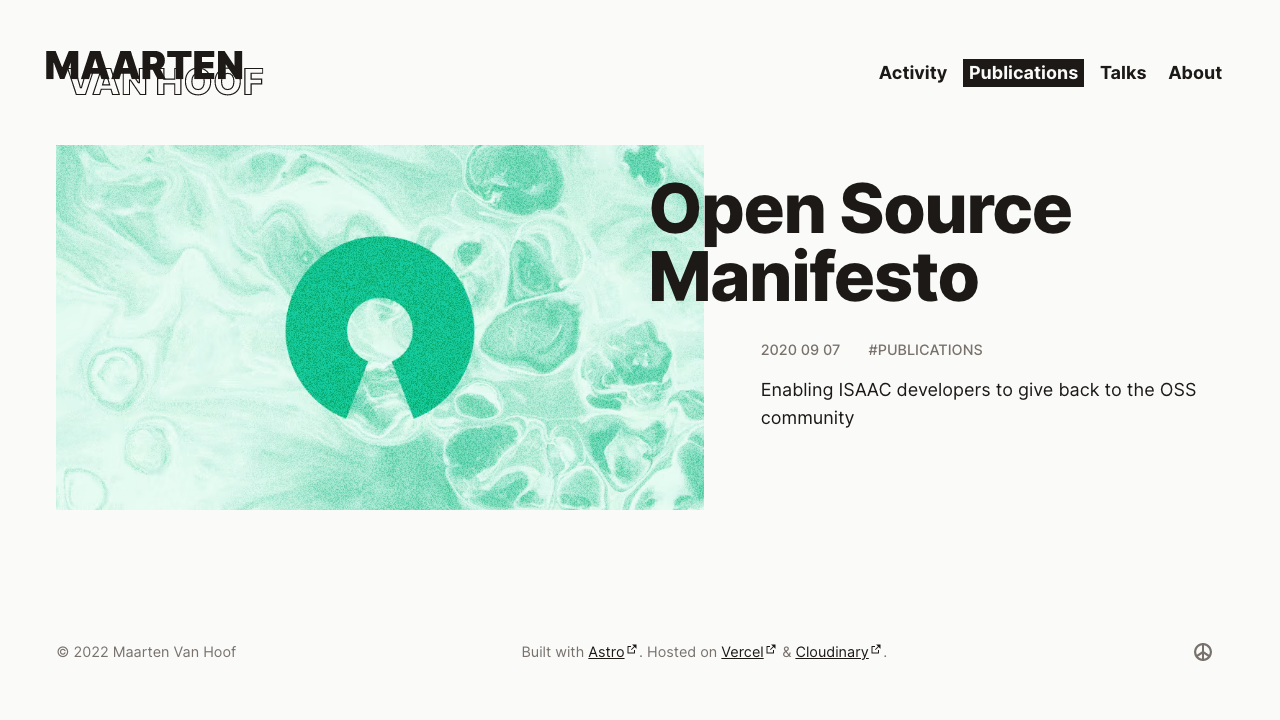 MAARTEN
VAN HOOF
Activity Publications Talks About
Open Source
Manifesto
2020 09 07 #PUBLICATIONS
Enabling ISAAC developers to give back to the OSS
community
© 2022 Maarten Van Hoof
Built with Astro. Hosted on Vercel & Cloudinary.